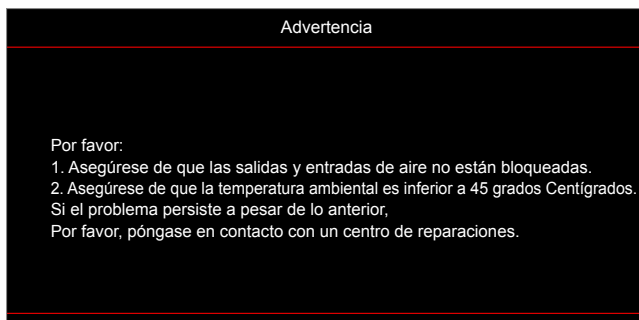 Advertencia
Por favor:
1. Asegúrese de que las salidas y entradas de aire no están bloqueadas.
2. Asegúrese de que la temperatura ambiental es inferior a 45 grados Centígrados.
Si el problema persiste a pesar de lo anterior,
Por favor, póngase en contacto con un centro de reparaciones.